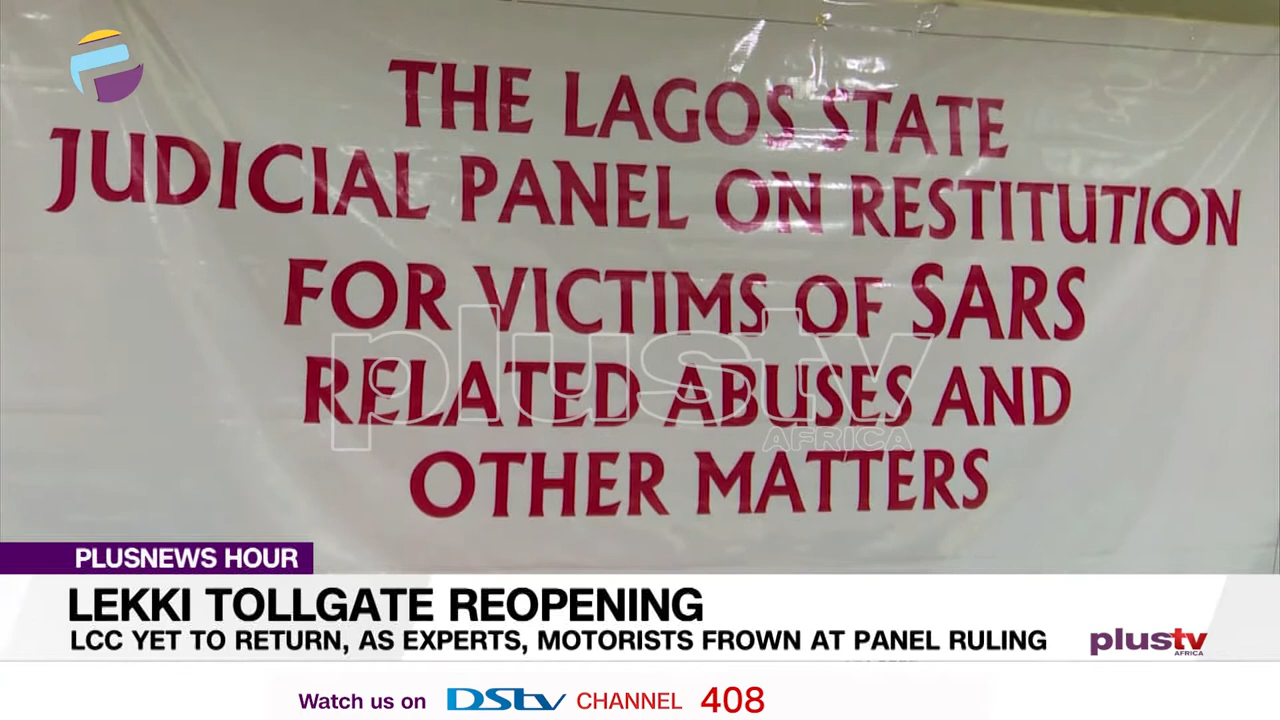 THE LAGOS STATE
JUDICIAL PANEL ON RESTITUTION
FOR VICTIMS OF SARS
RELATED ABUSES AND
OTHER MATTERS
plustv
AFRICA
PLUSNEWS HOUR
LEKKI TOLLGATE REOPENING
LCC YET TO RETURN, AS EXPERTS, MOTORISTS FROWN AT PANEL RULING
plustv
AFRICA
Watch us on DStv CHANNEL 408